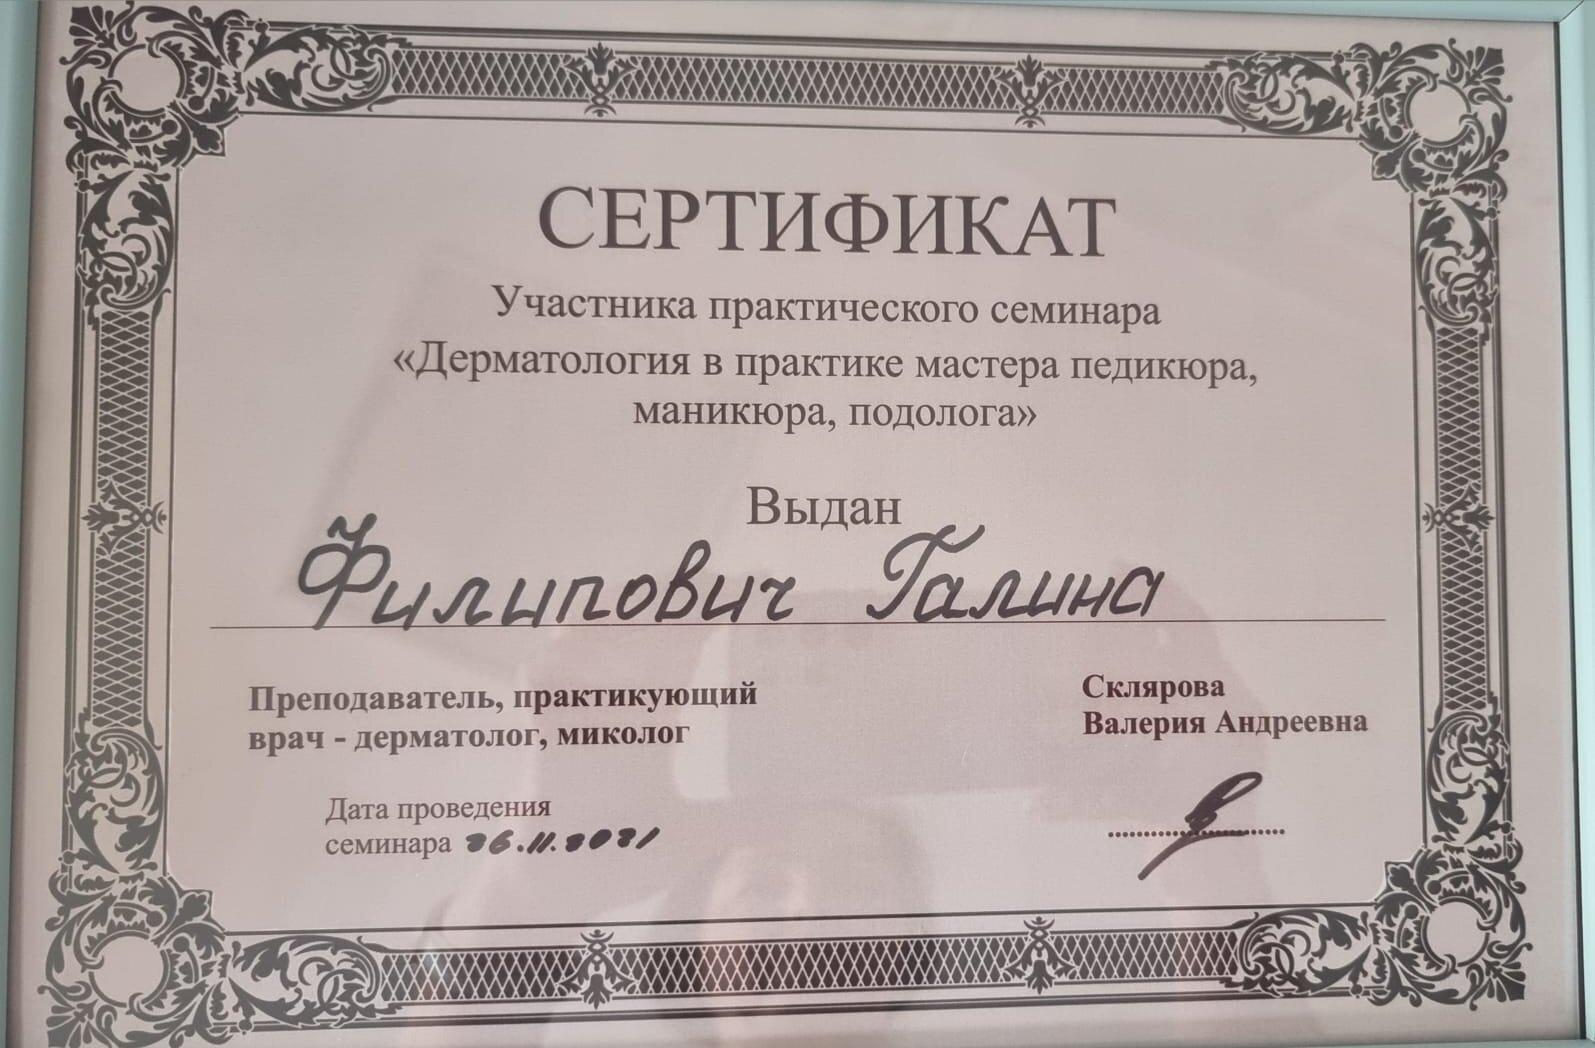 СЕРТИФИКАТ
Участника практического семинара
«Дерматология в практике мастера педикюра,
маникюра, подолога»
Выдан
Филипович Галина
Преподаватель, практикующий
врач - дерматолог, миколог
Склярова
Валерия Андреевна
Дата проведения
семинара 26.11.2021